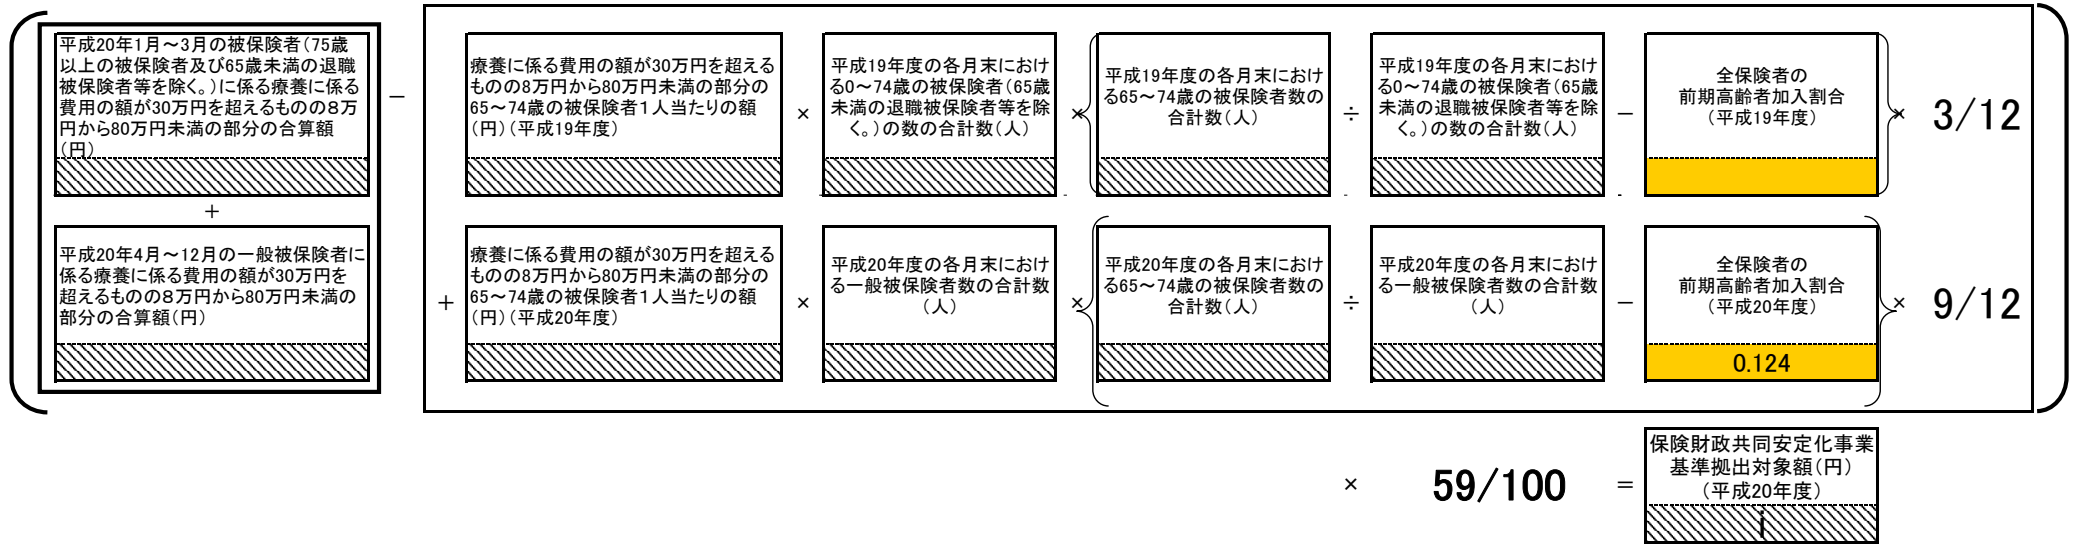 平成20年1月～3月の被保険者（75歳
以上の被保険者及び65歳未満の退職
被保険者等を除く。）に係る療養に係る
費用の額が30万円を超えるものの８万
円から80万円未満の部分の合算額
（円）
－
療養に係る費用の額が30万円を超える
ものの8万円から80万円未満の部分の
65～74歳の被保険者１人当たりの額
（円）（平成19年度）
×
平成19年度の各月末におけ
る0～74歳の被保険者（65歳
未満の退職被保険者等を除
く。）の数の合計数（人）
×
平成19年度の各月末におけ
る65～74歳の被保険者数の
合計数（人）
÷
平成19年度の各月末におけ
る0～74歳の被保険者（65歳
未満の退職被保険者等を除
く。）の数の合計数（人）
－
全保険者の
前期高齢者加入割合
（平成19年度）
×
3/12
＋
平成20年4月～12月の一般被保険者に
係る療養に係る費用の額が30万円を
超えるものの８万円から80万円未満の
部分の合算額（円）
＋
療養に係る費用の額が30万円を超える
ものの8万円から80万円未満の部分の
65～74歳の被保険者１人当たりの額
（円）（平成20年度）
×
平成20年度の各月末におけ
る一般被保険者数の合計数
（人）
×
平成20年度の各月末におけ
る65～74歳の被保険者数の
合計数（人）
÷
平成20年度の各月末におけ
る一般被保険者数の合計数
（人）
－
全保険者の
前期高齢者加入割合
（平成20年度）
0.124
×
9/12
×
59/100
＝
保険財政共同安定化事業
基準拠出対象額（円）
（平成20年度）
i